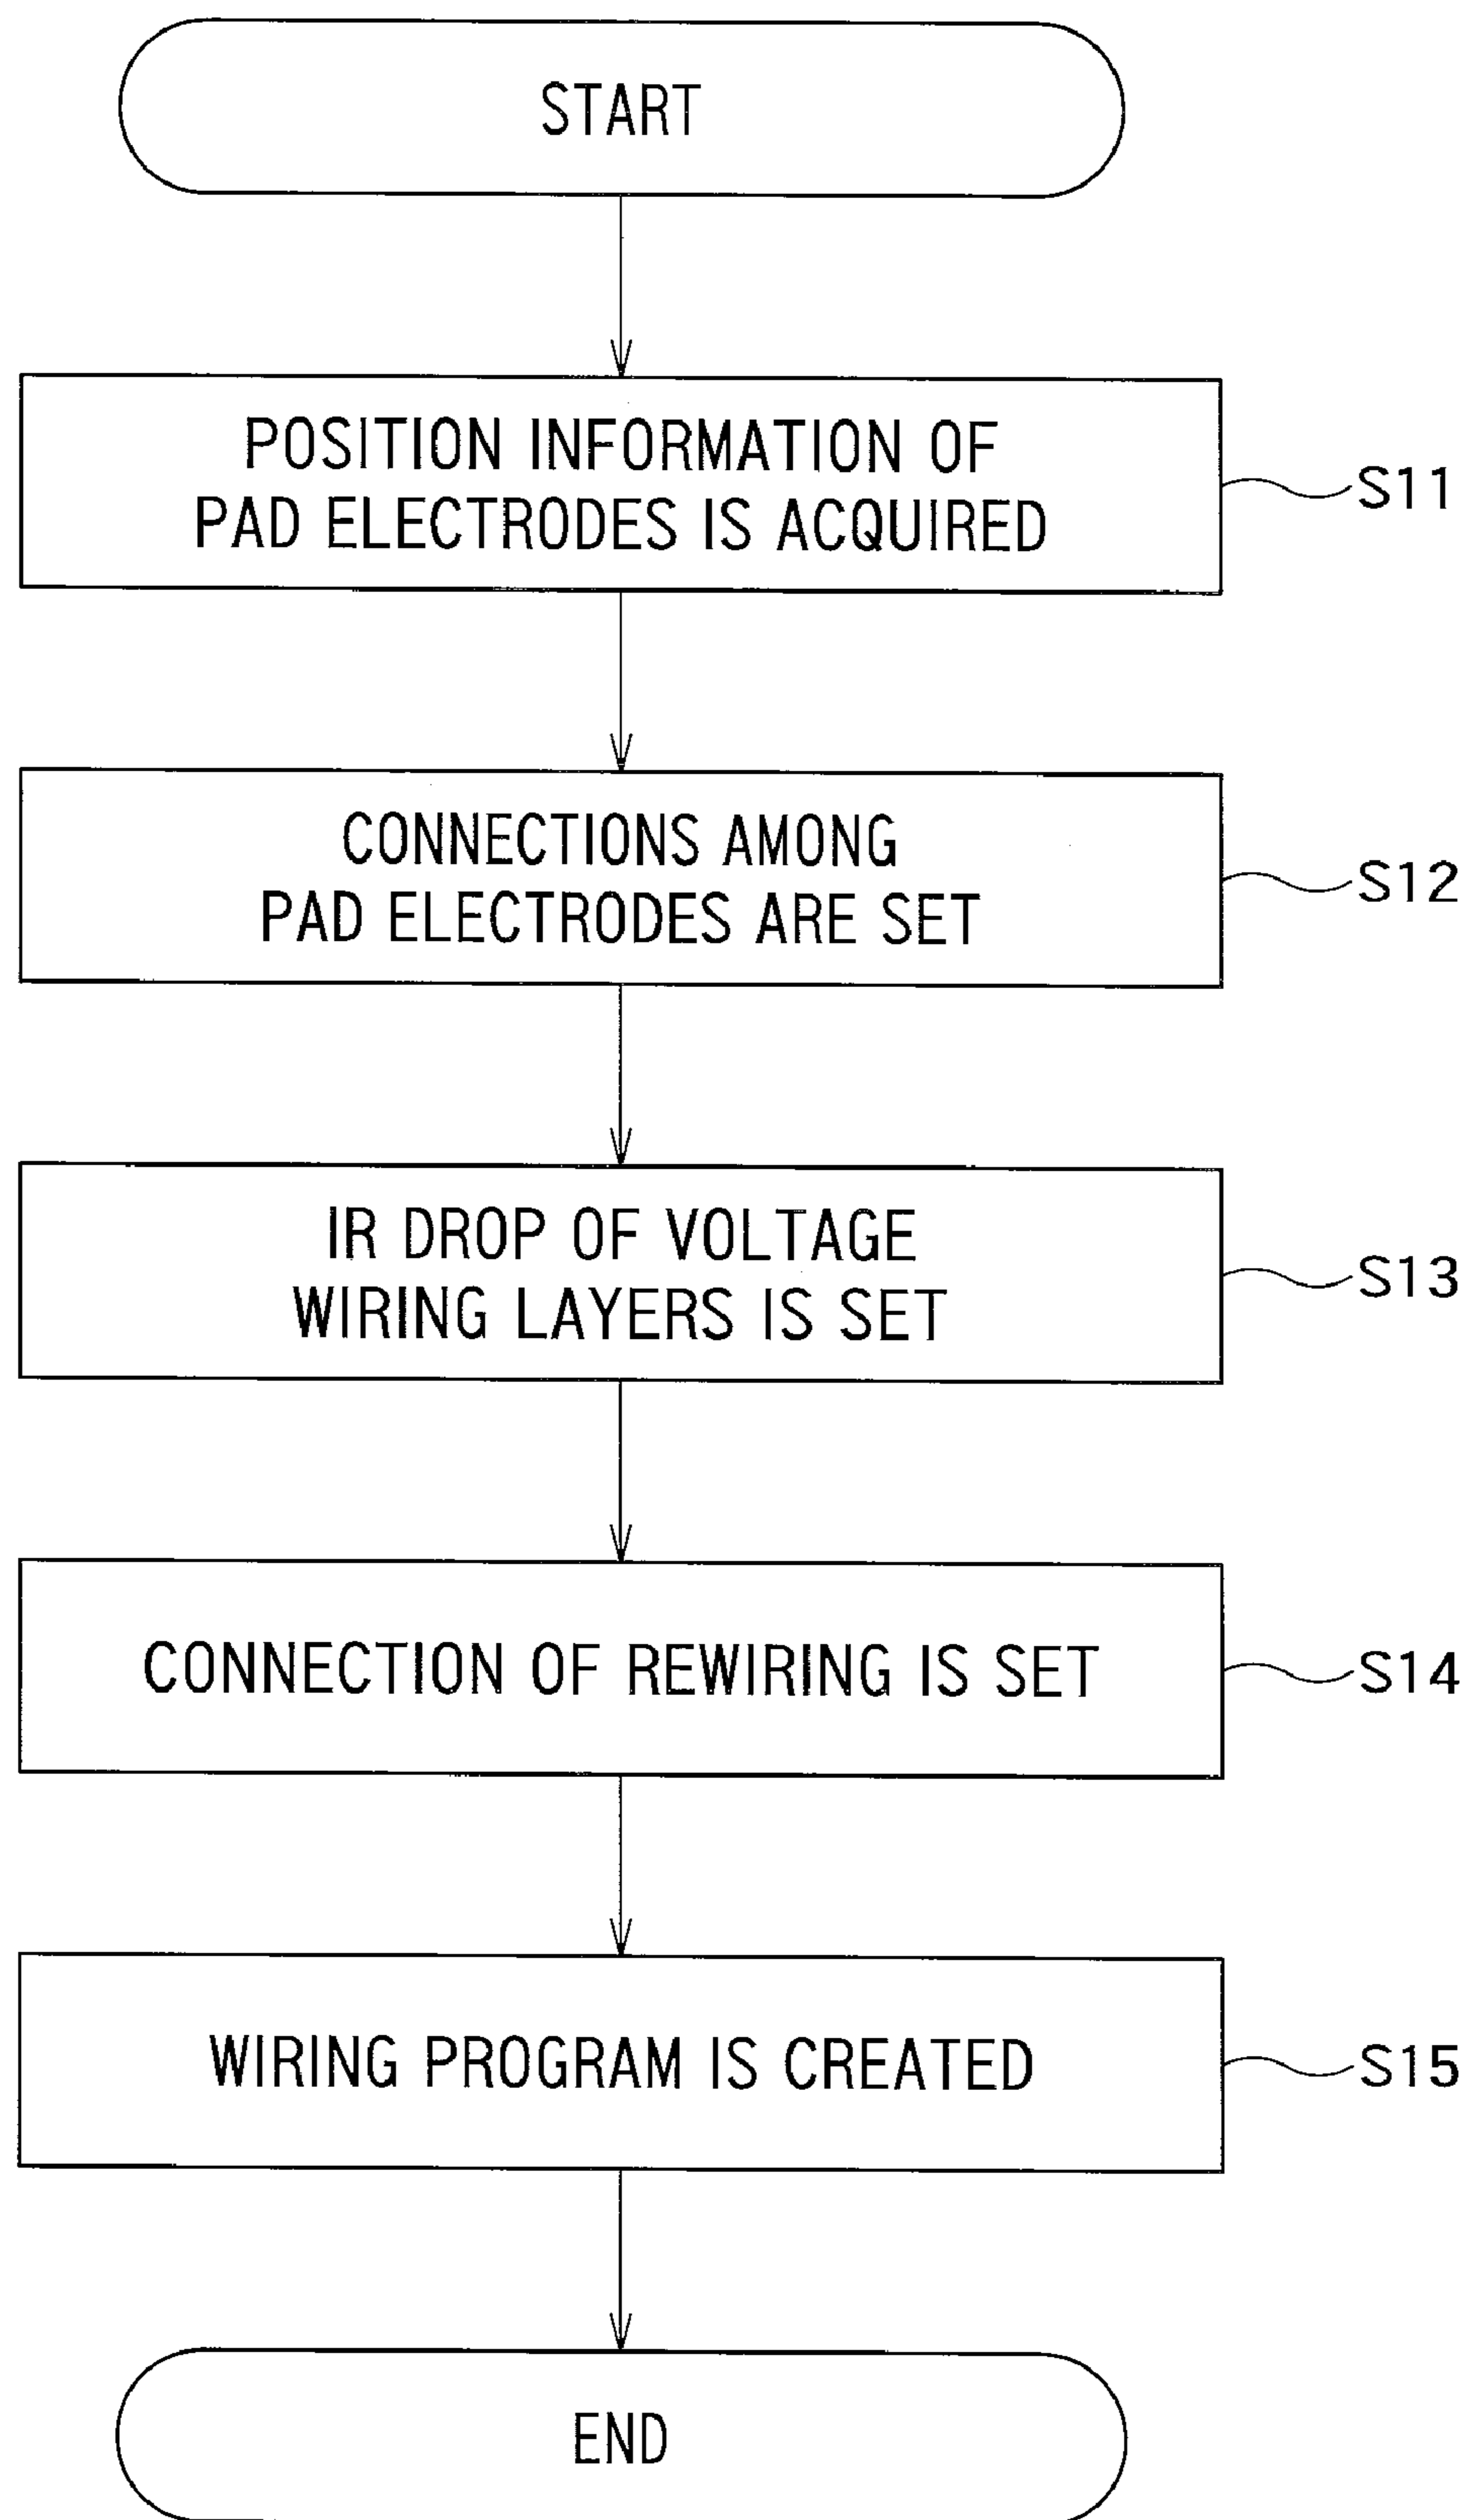 START
POSITION INFORMATION OF
PAD ELECTRODES IS ACQUIRED
S11
CONNECTIONS AMONG
PAD ELECTRODES ARE SET
S12
IR DROP OF VOLTAGE
WIRING LAYERS IS SET
S13
CONNECTION OF REWIRING IS SET
S14
WIRING PROGRAM IS CREATED
S15
END